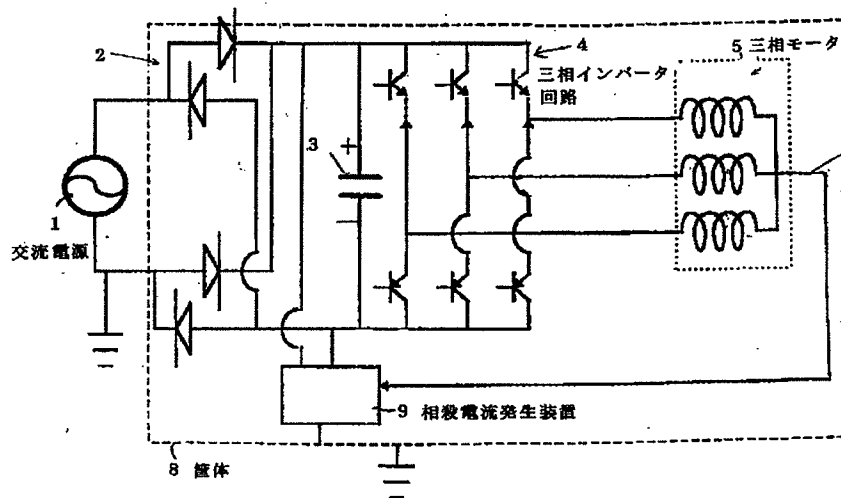 2
4
5 三相モータ
三相インバータ
回路
3
+
−
1
交流電源
9 相殺電流発生装置
8 筐体